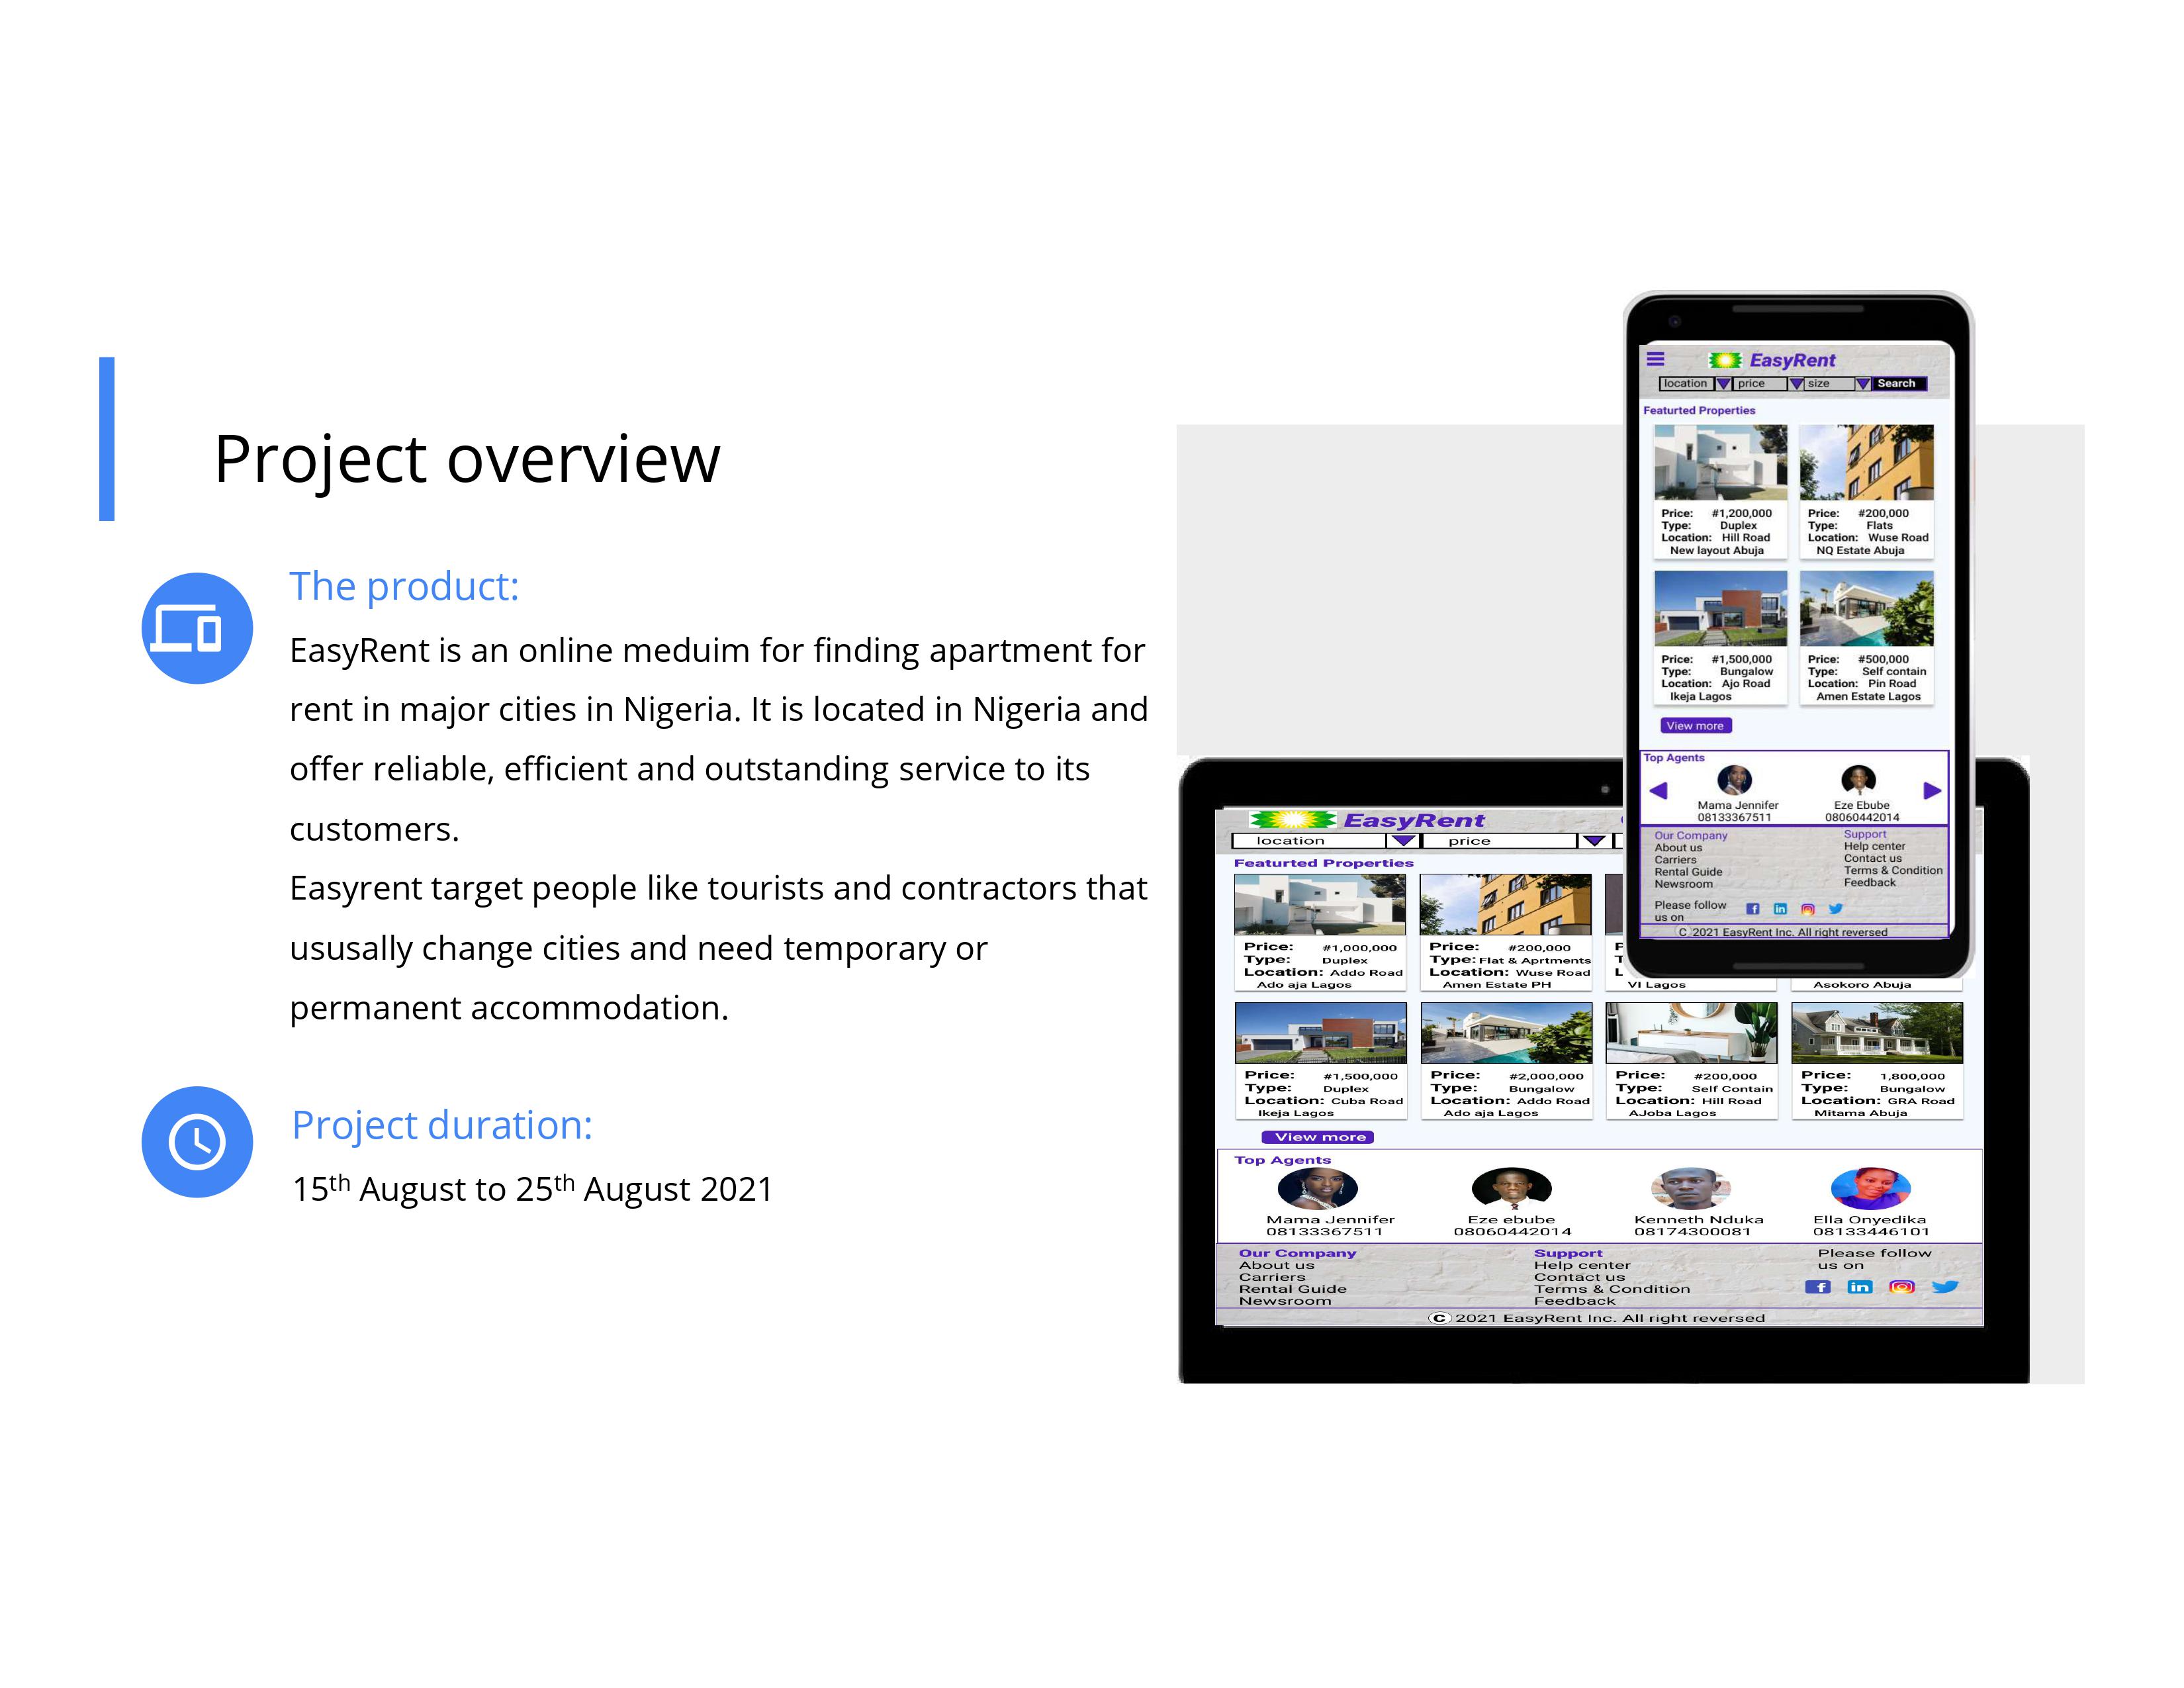 Project overview
The product:
EasyRent is an online meduim for finding apartment for
rent in major cities in Nigeria. It is located in Nigeria and
offer reliable, efficient and outstanding service to its
customers.
Easyrent target people like tourists and contractors that
ususally change cities and need temporary or
permanent accommodation.
Project duration:
15th August to 25th August 2021
EasyRent
location price size Search
Featurted Properties
Price: #1,200,000
Type: Duplex
Location: Hill Road
New layout Abuja
Price: #200,000
Type: Flats
Location: Wuse Road
NQ Estate Abuja
Price: #1,500,000
Type: Bungalow
Location: Ajo Road
Ikeja Lagos
Price: #500,000
Type: Self contain
Location: Pin Road
Amen Estate Lagos
View more
Top Agents
Mama Jennifer
08133367511
Eze Ebube
08060442014
Our Company
About us
Carriers
Rental Guide
Newsroom
Support
Help center
Contact us
Terms & Condition
Feedback
Please follow
us on
C 2021 EasyRent Inc. All right reversed
EasyRent
location price
Featurted Properties
Price: #1,000,000
Type: Duplex
Location: Addo Road
Ado aja Lagos
Price: #200,000
Type: Flat & Aprtments
Location: Wuse Road
Amen Estate PH
VI Lagos
Asokoro Abuja
Price: #1,500,000
Type: Duplex
Location: Cuba Road
Ikeja Lagos
Price: #2,000,000
Type: Bungalow
Location: Addo Road
Ado aja Lagos
Price: #200,000
Type: Self Contain
Location: Hill Road
AJoba Lagos
Price: 1,800,000
Type: Bungalow
Location: GRA Road
Mitama Abuja
View more
Top Agents
Mama Jennifer
08133367511
Eze ebube
08060442014
Kenneth Nduka
08174300081
Ella Onyedika
08133446101
Our Company
About us
Carriers
Rental Guide
Newsroom
Support
Help center
Contact us
Terms & Condition
Feedback
Please follow
us on
C 2021 EasyRent Inc. All right reversed